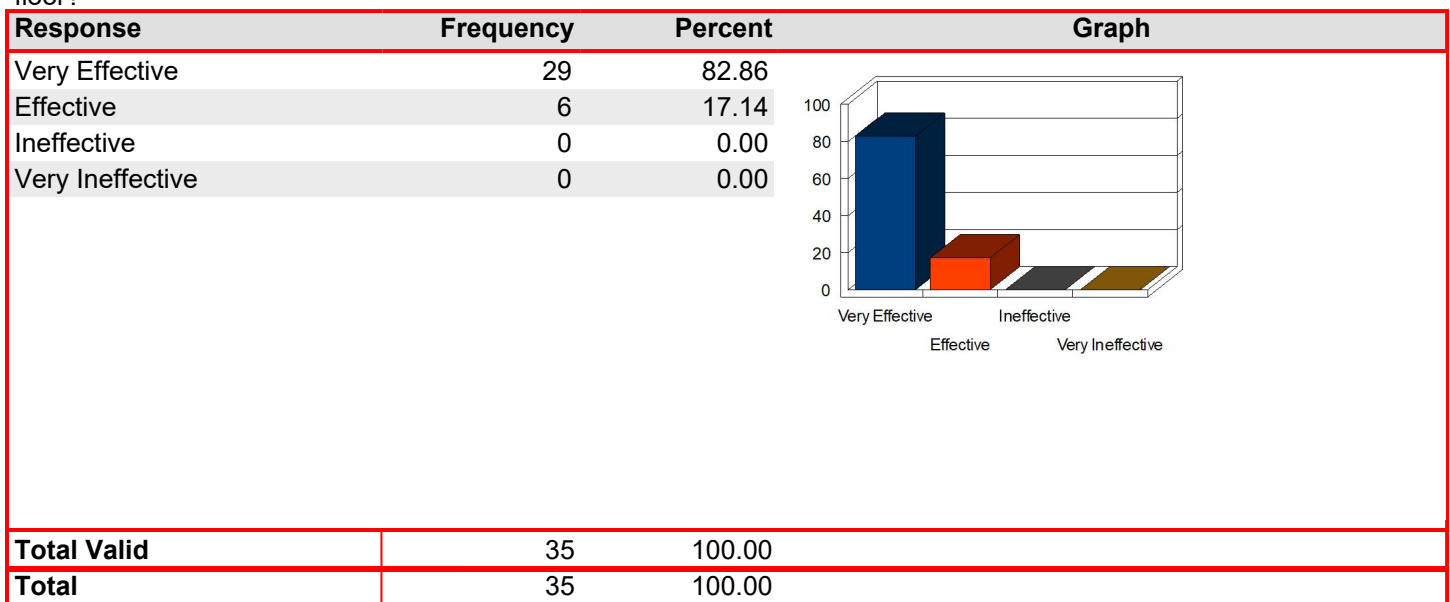 Response Frequency Percent Graph
Very Effective 29 82.86
Effective 6 17.14
Ineffective 0 0.00
Very Ineffective 0 0.00
100
80
60
40
20
0
Very Effective Ineffective
Effective Very Ineffective
Total Valid 35 100.00
Total 35 100.00